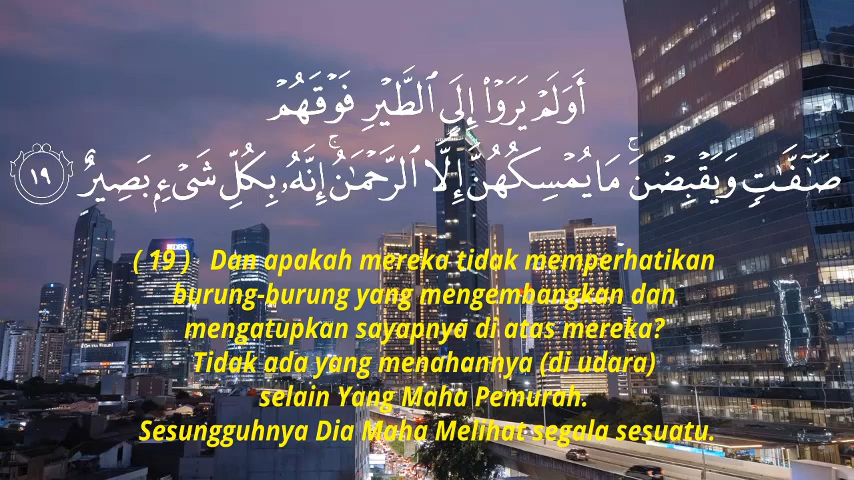 أَوَلَمۡ يَرَوۡاْ إِلَى ٱلطَّيۡرِ فَوۡقَهُمۡ
صَـٰٓفَّـٰتٍ وَيَقۡبِضۡنَۚ مَا يُمۡسِكُهُنَّ إِلَّا ٱلرَّحۡمَـٰنُۚ إِنَّهُۥ بِكُلِّ شَىۡءِۭ بَصِيرٌ ١٩
( 19 ) Dan apakah mereka tidak memperhatikan
burung-burung yang mengembangkan dan
mengatupkan sayapnya di atas mereka?
Tidak ada yang menahannya (di udara)
selain Yang Maha Pemurah.
Sesungguhnya Dia Maha Melihat segala sesuatu.